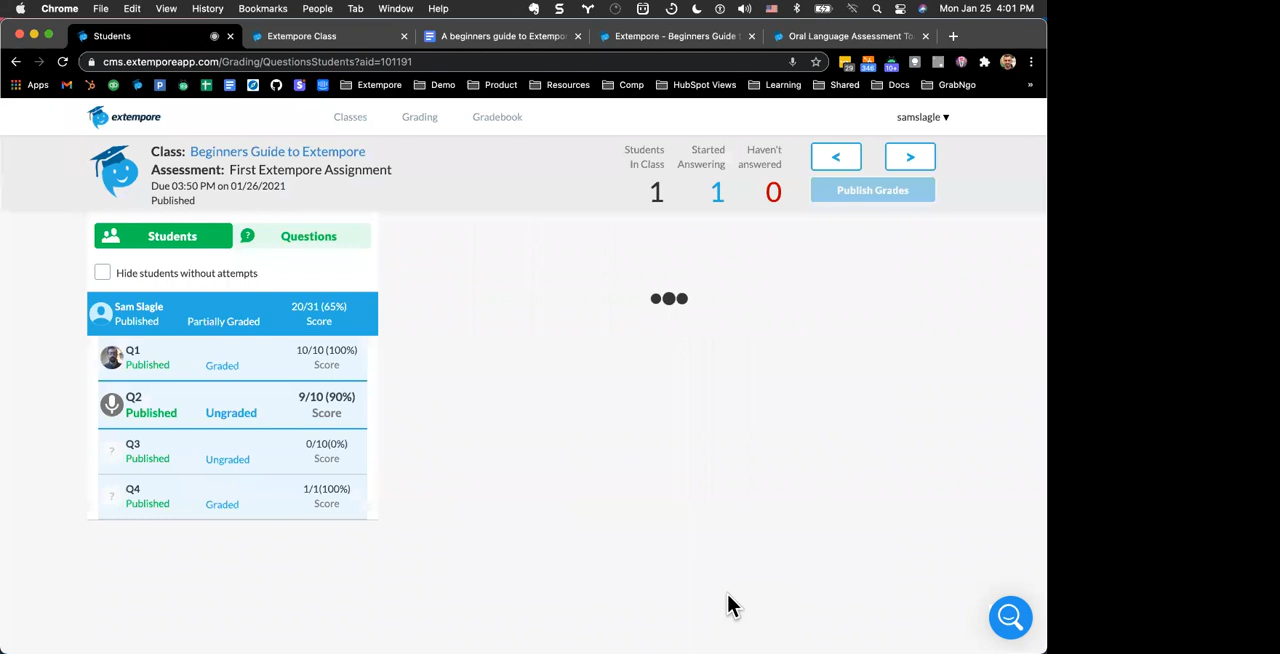 Chrome File Edit View History Bookmarks People Tab Window Help Mon Jan 25 4:01 PM
Students Extempore Class A beginners guide to Extempo Extempore - Beginners Guide Oral Language Assessment To
cms.extemporeapp.com/Grading/QuestionsStudents?aid=101191
29 346 10+
Apps Extempore Demo Product Resources Comp HubSpot Views Learning Shared Docs GrabNgo »
extempore Classes Grading Gradebook samslagle ▼
Class: Beginners Guide to Extempore
Assessment: First Extempore Assignment
Due 03:50 PM on 01/26/2021
Published
Students Started Haven't
In Class Answering answered
1 1 0
< >
Publish Grades
Students ? Questions
Hide students without attempts
Sam Slagle 20/31 (65%)
Published Partially Graded Score
Q1 10/10 (100%)
Published Graded Score
Q2 9/10 (90%)
Published Ungraded Score
Q3 0/10(0%)
? Published Ungraded Score
Q4 1/1(100%)
? Published Graded Score